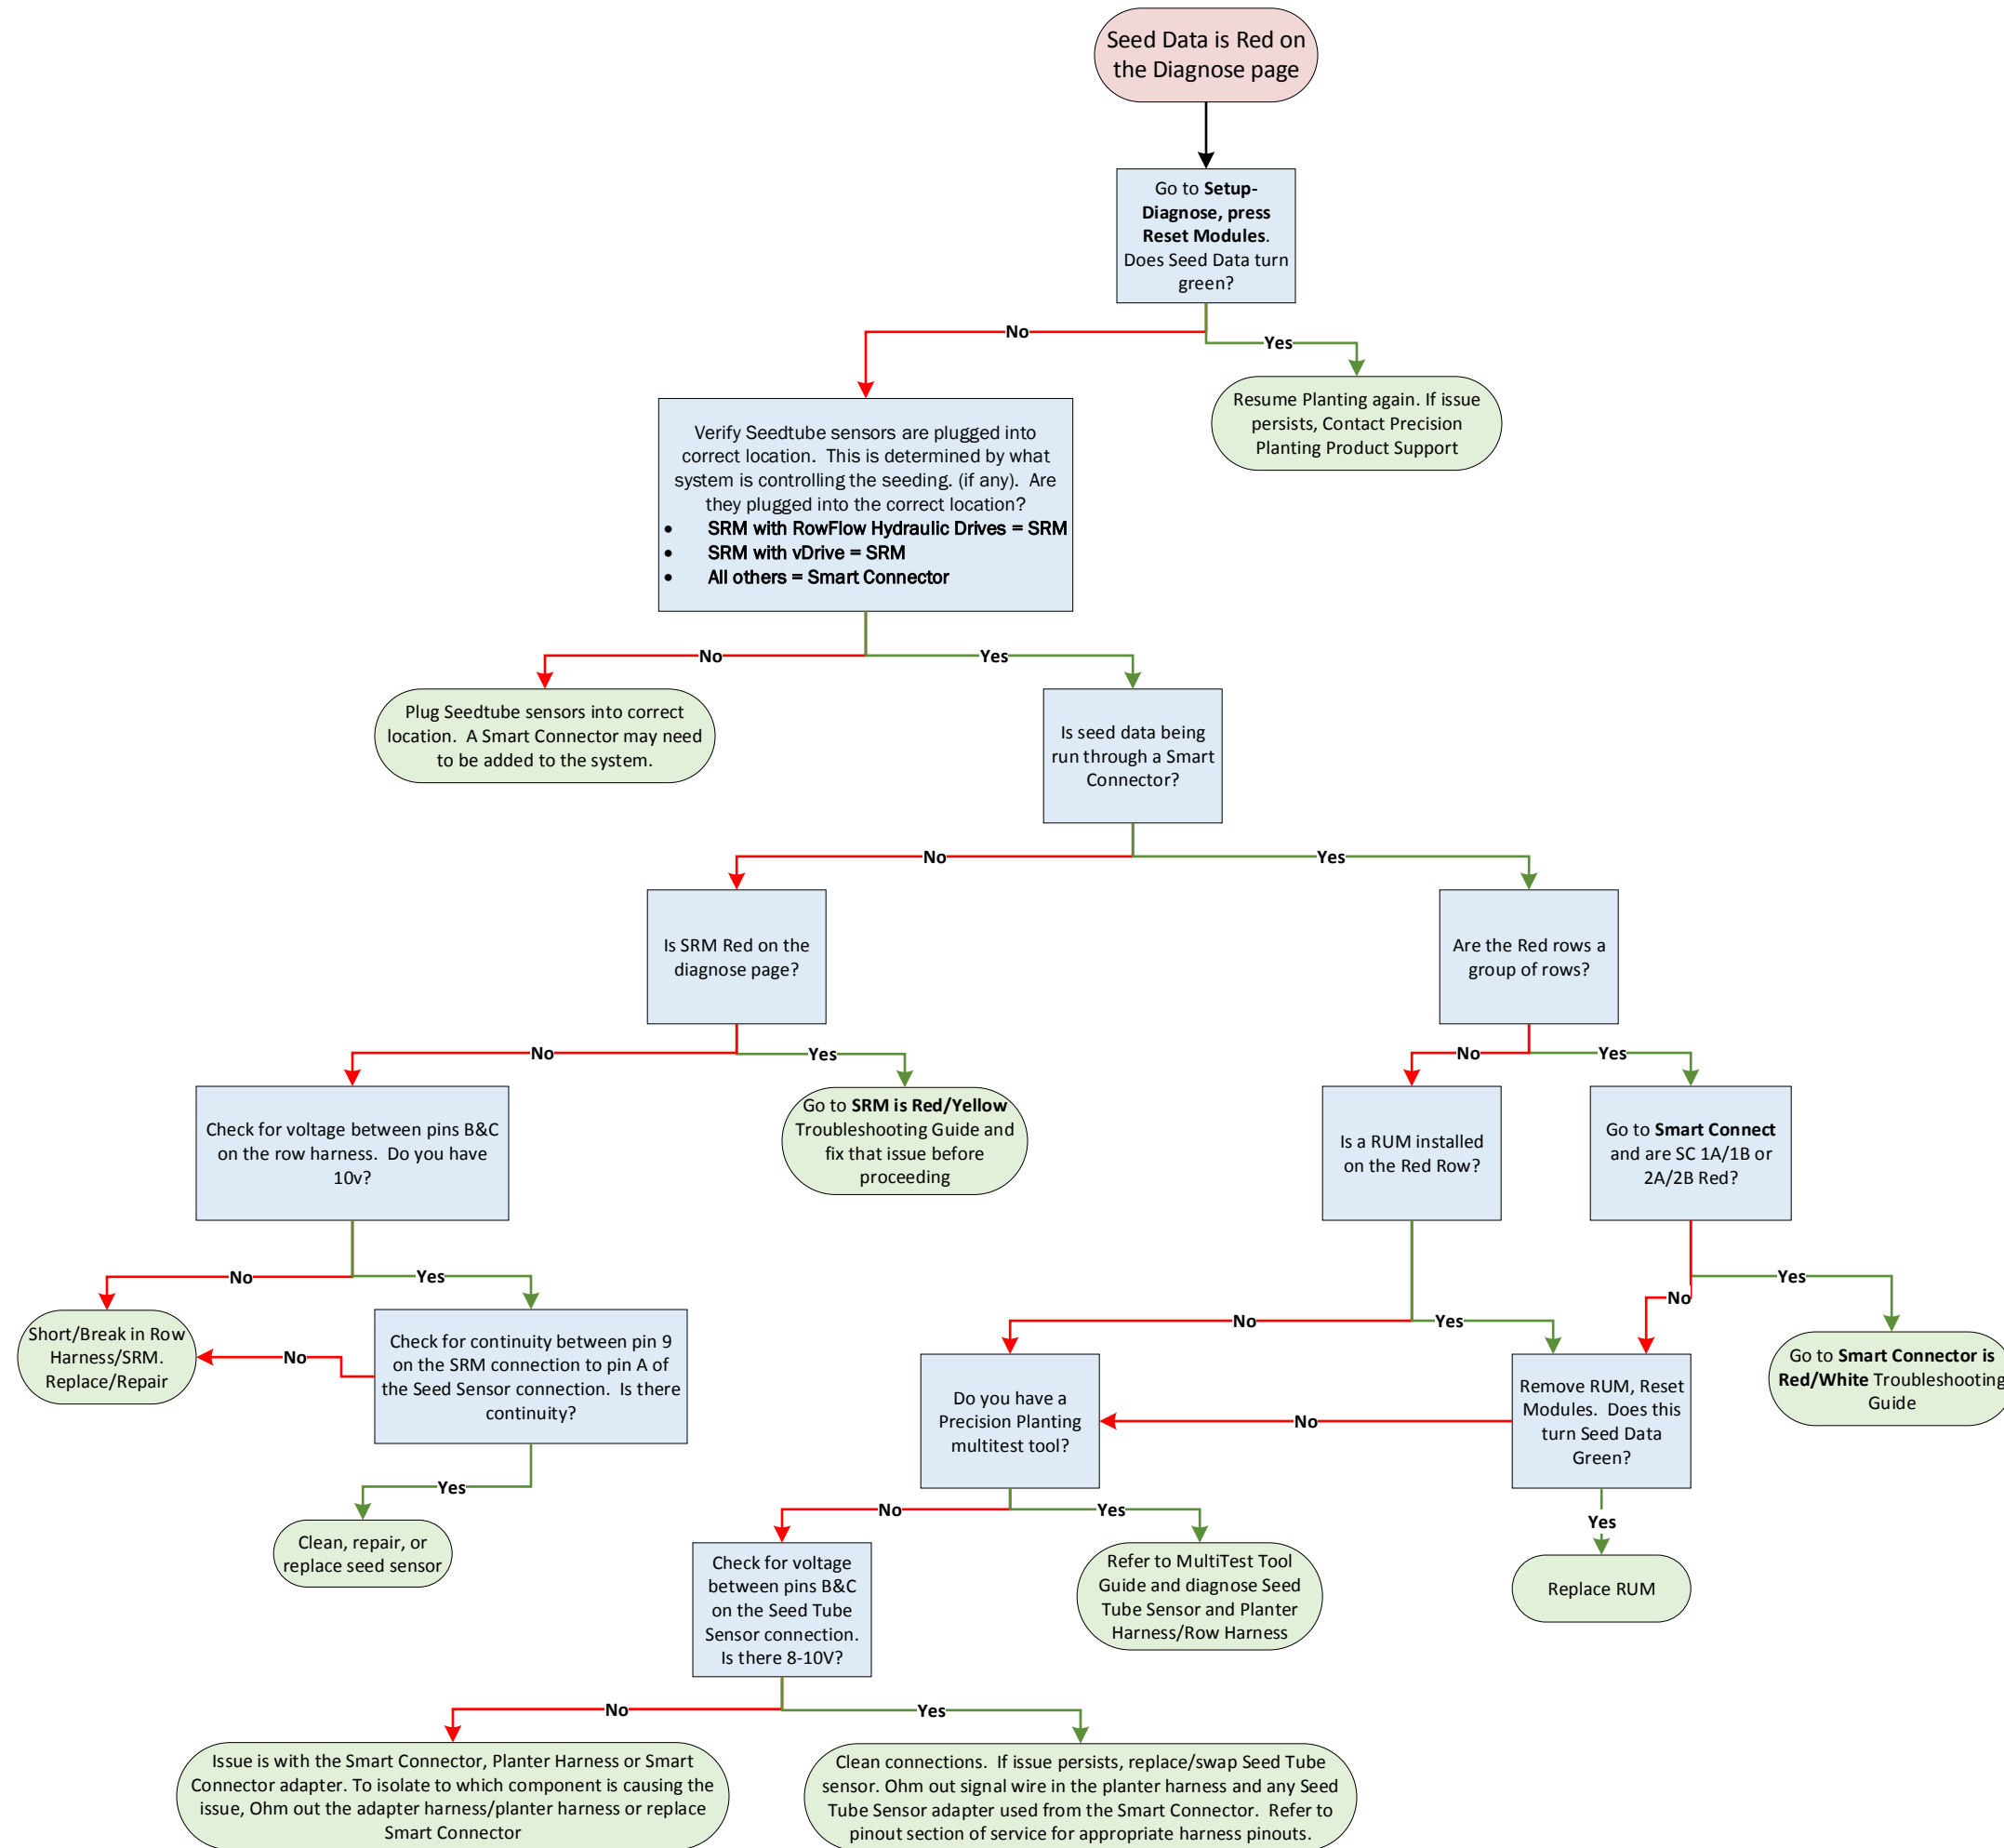 Seed Data is Red on
the Diagnose page
Go to Setup-
Diagnose, press
Reset Modules.
Does Seed Data turn
green?
No
Yes
Resume Planting again. If issue
persists, Contact Precision
Planting Product Support
Verify Seedtube sensors are plugged into
correct location.  This is determined by what
system is controlling the seeding. (if any).  Are
they plugged into the correct location?
• SRM with RowFlow Hydraulic Drives = SRM
• SRM with vDrive = SRM
• All others = Smart Connector
No
Yes
Plug Seedtube sensors into correct
location.  A Smart Connector may need
to be added to the system.
Is seed data being
run through a Smart
Connector?
No
Yes
Is SRM Red on the
diagnose page?
Are the Red rows a
group of rows?
No
Yes
No
Yes
Check for voltage between pins B&C
on the row harness.  Do you have
10v?
Go to SRM is Red/Yellow
Troubleshooting Guide and
fix that issue before
proceeding
Is a RUM installed
on the Red Row?
Go to Smart Connect
and are SC 1A/1B or
2A/2B Red?
No
Yes
No
Yes
No
Yes
Short/Break in Row
Harness/SRM.
Replace/Repair
No
Check for continuity between pin 9
on the SRM connection to pin A of
the Seed Sensor connection.  Is there
continuity?
Do you have a
Precision Planting
multitest tool?
No
Remove RUM, Reset
Modules.  Does this
turn Seed Data
Green?
Go to Smart Connector is
Red/White Troubleshooting
Guide
Yes
No
Yes
Yes
Clean, repair, or
replace seed sensor
Check for voltage
between pins B&C
on the Seed Tube
Sensor connection.
Is there 8-10V?
Refer to MultiTest Tool
Guide and diagnose Seed
Tube Sensor and Planter
Harness/Row Harness
Replace RUM
No
Yes
Issue is with the Smart Connector, Planter Harness or Smart
Connector adapter. To isolate to which component is causing the
issue, Ohm out the adapter harness/planter harness or replace
Smart Connector
Clean connections.  If issue persists, replace/swap Seed Tube
sensor. Ohm out signal wire in the planter harness and any Seed
Tube Sensor adapter used from the Smart Connector.  Refer to
pinout section of service for appropriate harness pinouts.